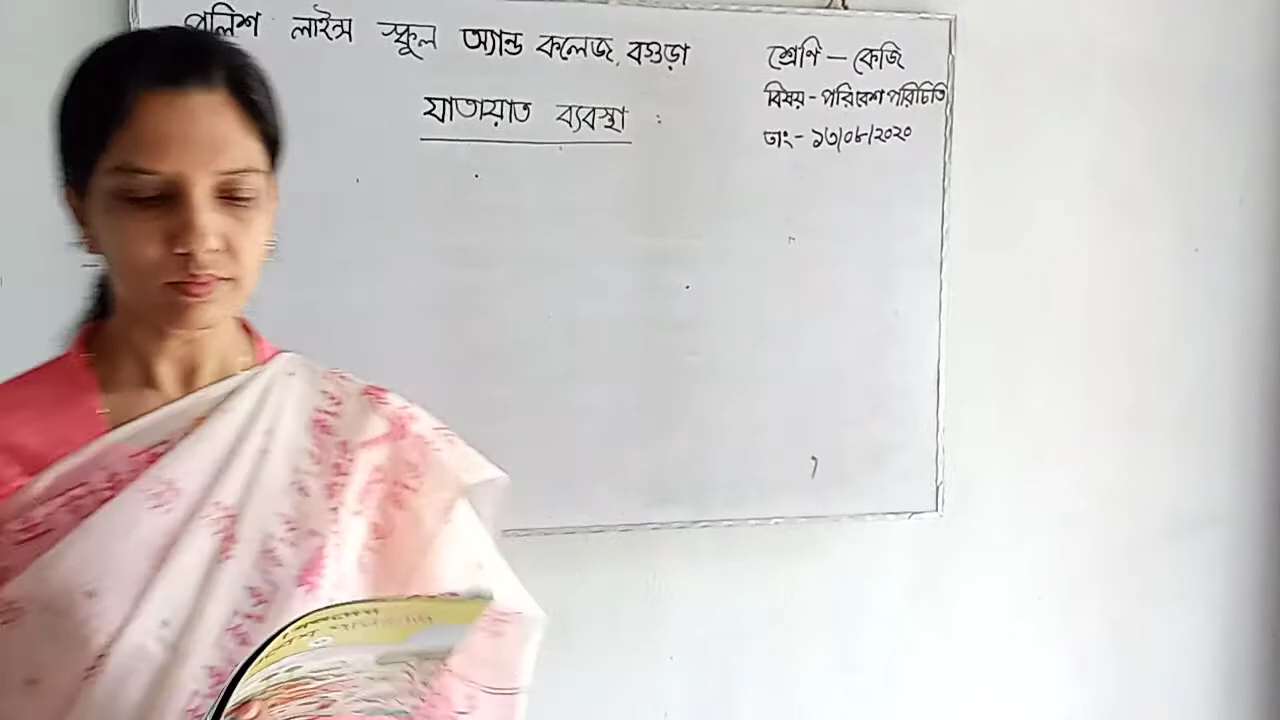 পুলিশ লাইন্স স্কুল অ্যান্ড কলেজ, বগুড়া
যাতায়াত ব্যবস্থা :
শ্রেণি - কেজি
বিষয় - পরিবেশ পরিচিতি
তাং - ১৩/০৮/২০২০